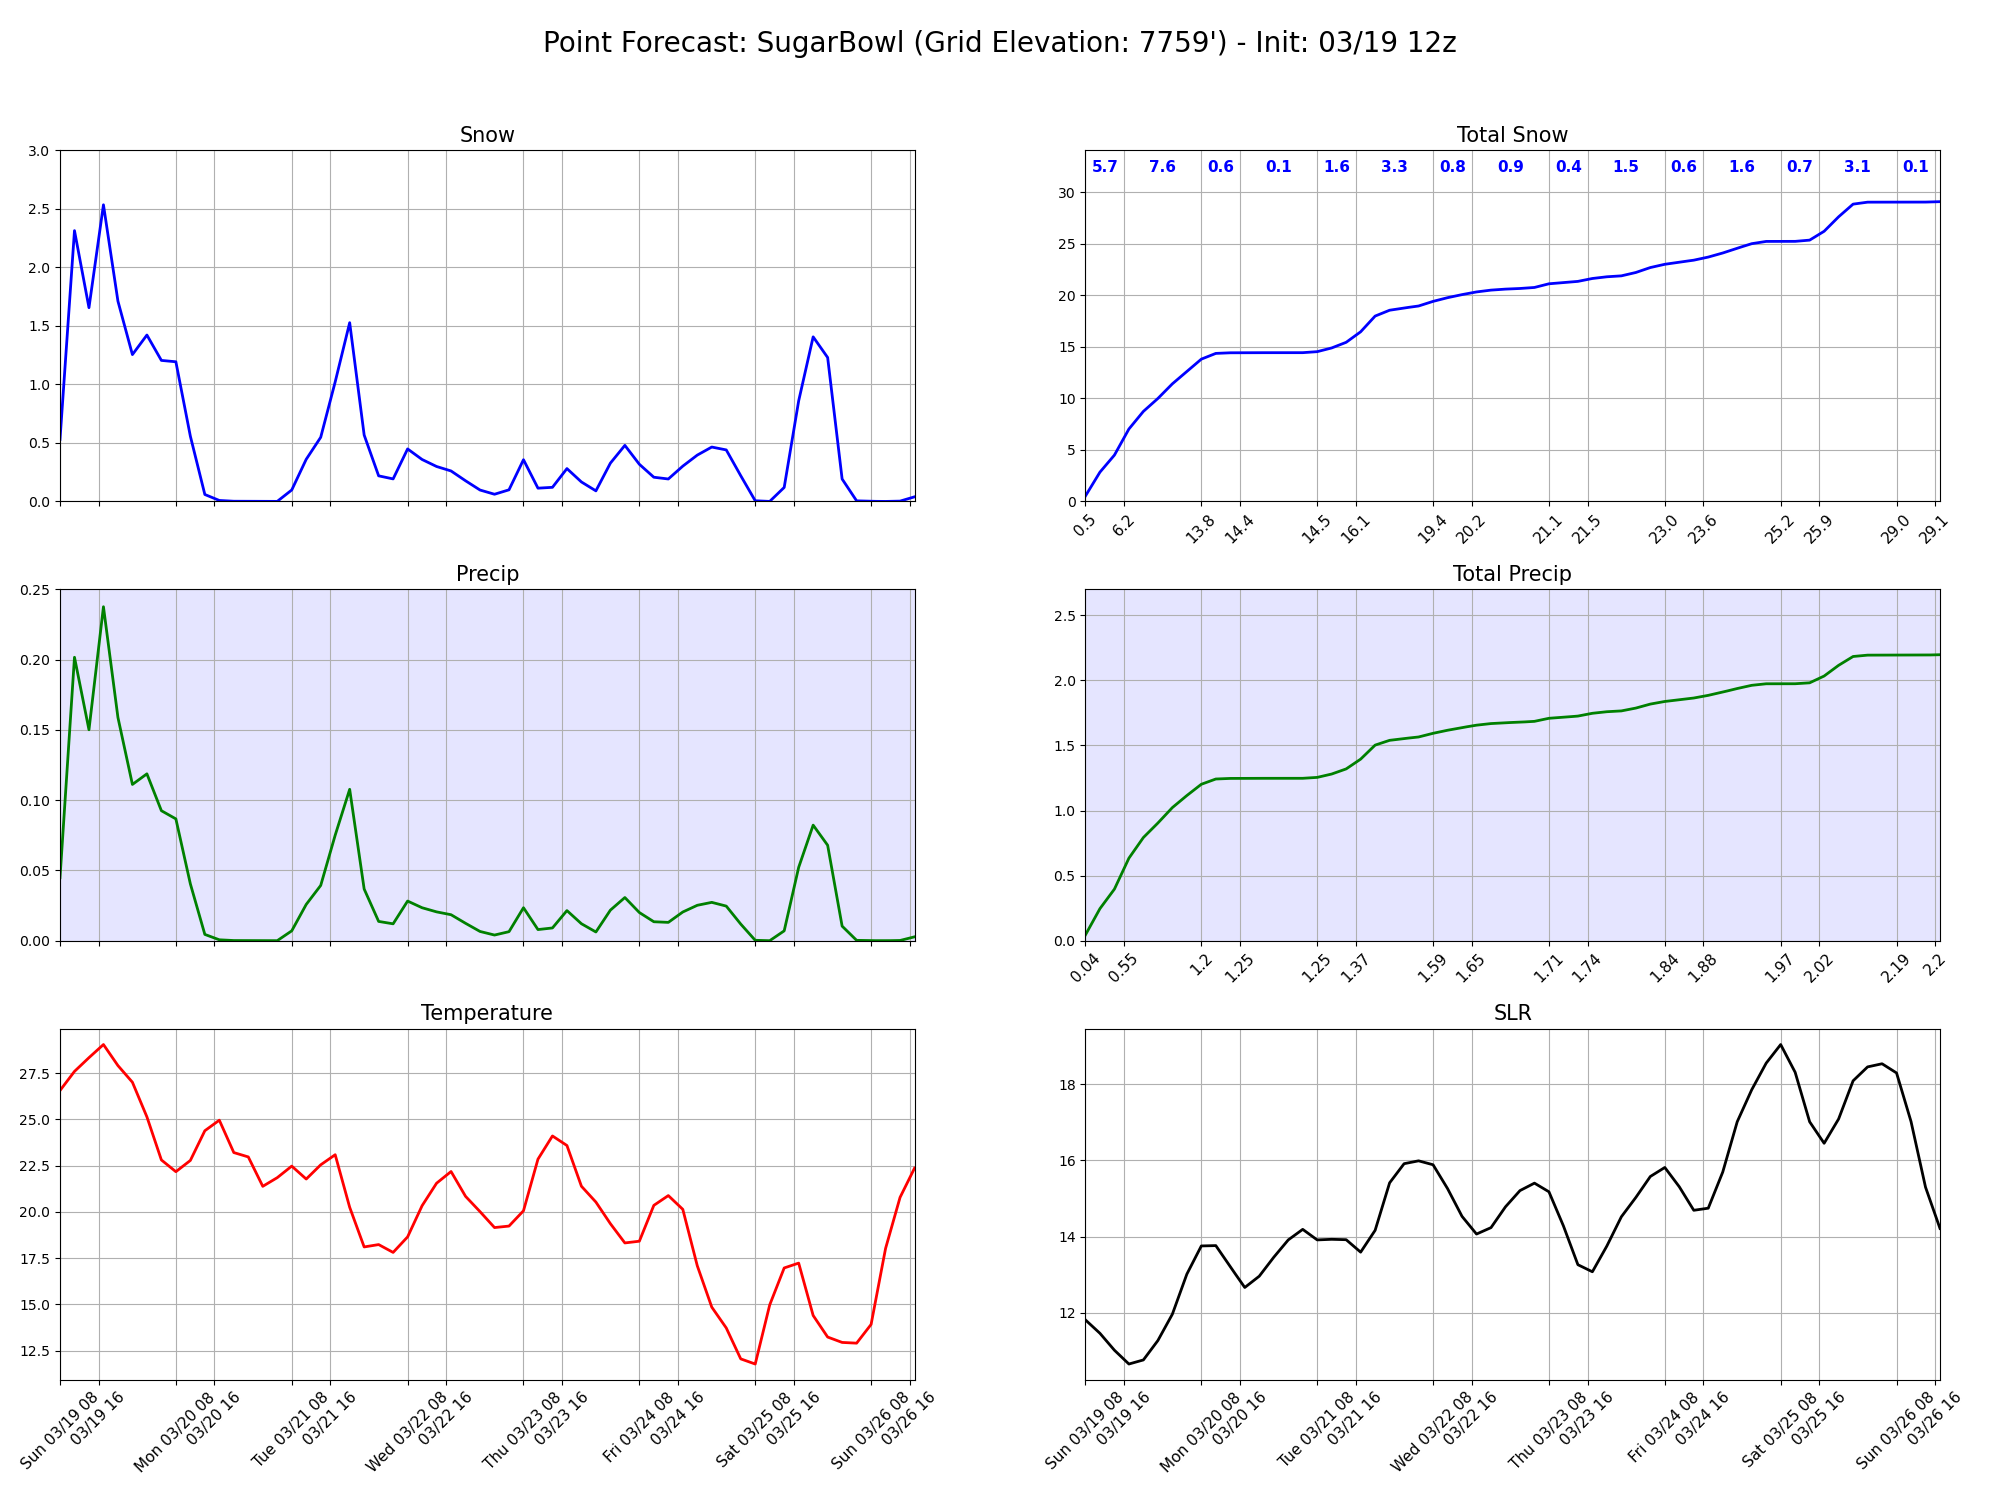 Point Forecast: SugarBowl (Grid Elevation: 7759') - Init: 03/19 12z
Snow
3.0
2.5
2.0
1.5
1.0
0.5
0.0
Total Snow
5.7 7.6 0.6 0.1 1.6 3.3 0.8 0.9 0.4 1.5 0.6 1.6 0.7 3.1 0.1
30
25
20
15
10
5
0
0.5 6.2 13.8 14.4 14.5 16.1 19.4 20.2 21.1 21.5 23.0 23.6 25.2 25.9 29.0 29.1
Precip
0.25
0.20
0.15
0.10
0.05
0.00
Total Precip
2.5
2.0
1.5
1.0
0.5
0.0
0.04 0.55 1.2 1.25 1.25 1.37 1.59 1.65 1.71 1.74 1.84 1.88 1.97 2.02 2.19 2.2
Temperature
27.5
25.0
22.5
20.0
17.5
15.0
12.5
Sun 03/19 08
03/19 16
Mon 03/20 08
03/20 16
Tue 03/21 08
03/21 16
Wed 03/22 08
03/22 16
Thu 03/23 08
03/23 16
Fri 03/24 08
03/24 16
Sat 03/25 08
03/25 16
Sun 03/26 08
03/26 16
SLR
18
16
14
12
Sun 03/19 08
03/19 16
Mon 03/20 08
03/20 16
Tue 03/21 08
03/21 16
Wed 03/22 08
03/22 16
Thu 03/23 08
03/23 16
Fri 03/24 08
03/24 16
Sat 03/25 08
03/25 16
Sun 03/26 08
03/26 16